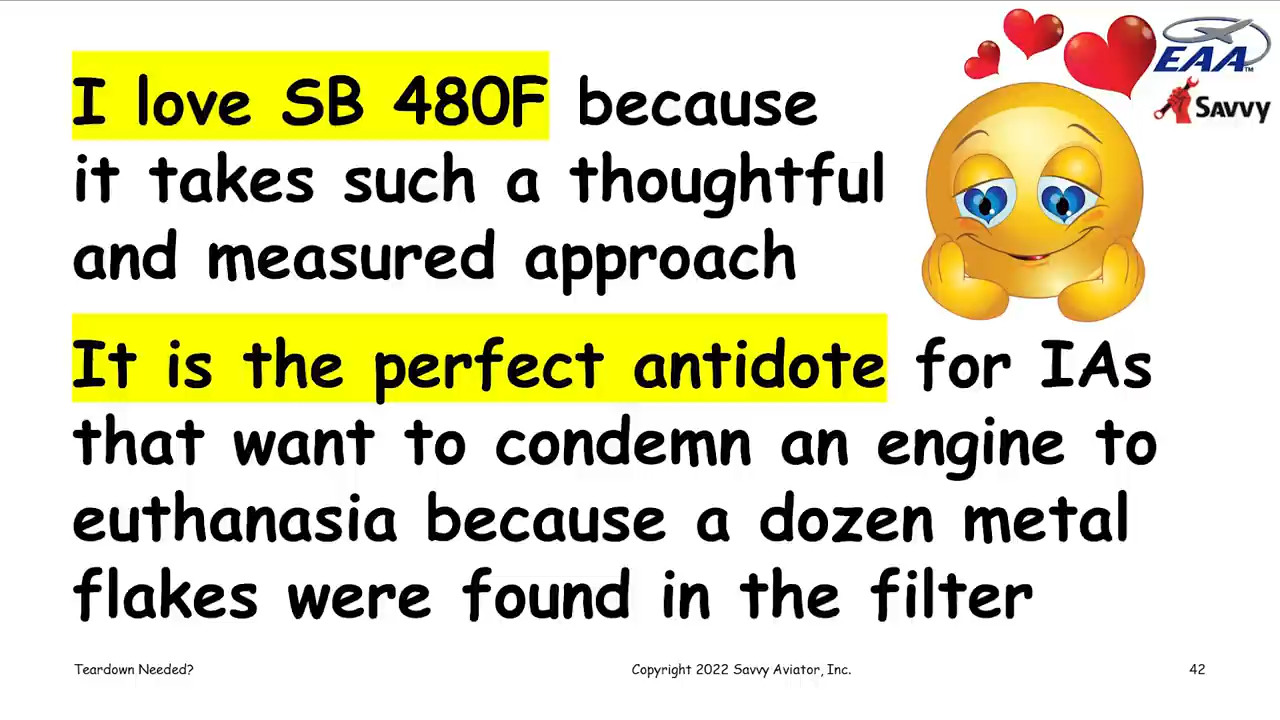 I love SB 480F because
it takes such a thoughtful
and measured approach
EAA™
Savvy
It is the perfect antidote for IAs
that want to condemn an engine to
euthanasia because a dozen metal
flakes were found in the filter
Teardown Needed?
Copyright 2022 Savvy Aviator, Inc.
42